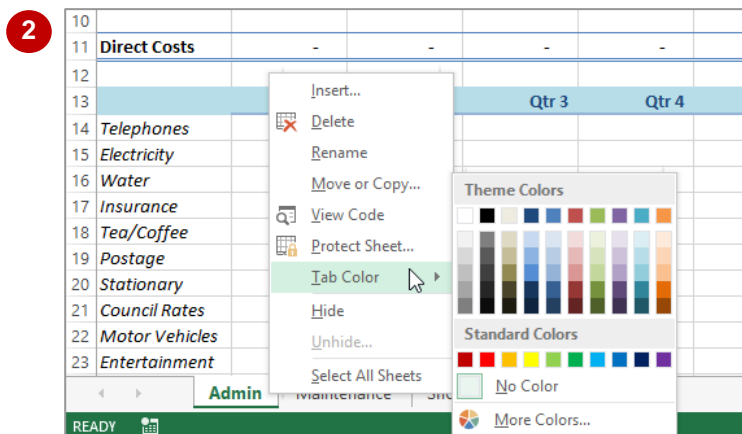 2
10
11 Direct Costs - - - -
12
13 Qtr 3 Qtr 4
14 Telephones
15 Electricity
16 Water
17 Insurance
18 Tea/Coffee
19 Postage
20 Stationary
21 Council Rates
22 Motor Vehicles
23 Entertainment
Insert...
Delete
Rename
Move or Copy...
View Code
Protect Sheet...
Tab Color
Hide
Unhide...
Select All Sheets
Theme Colors
Standard Colors
No Color
More Colors...
Admin Maintenance
READY